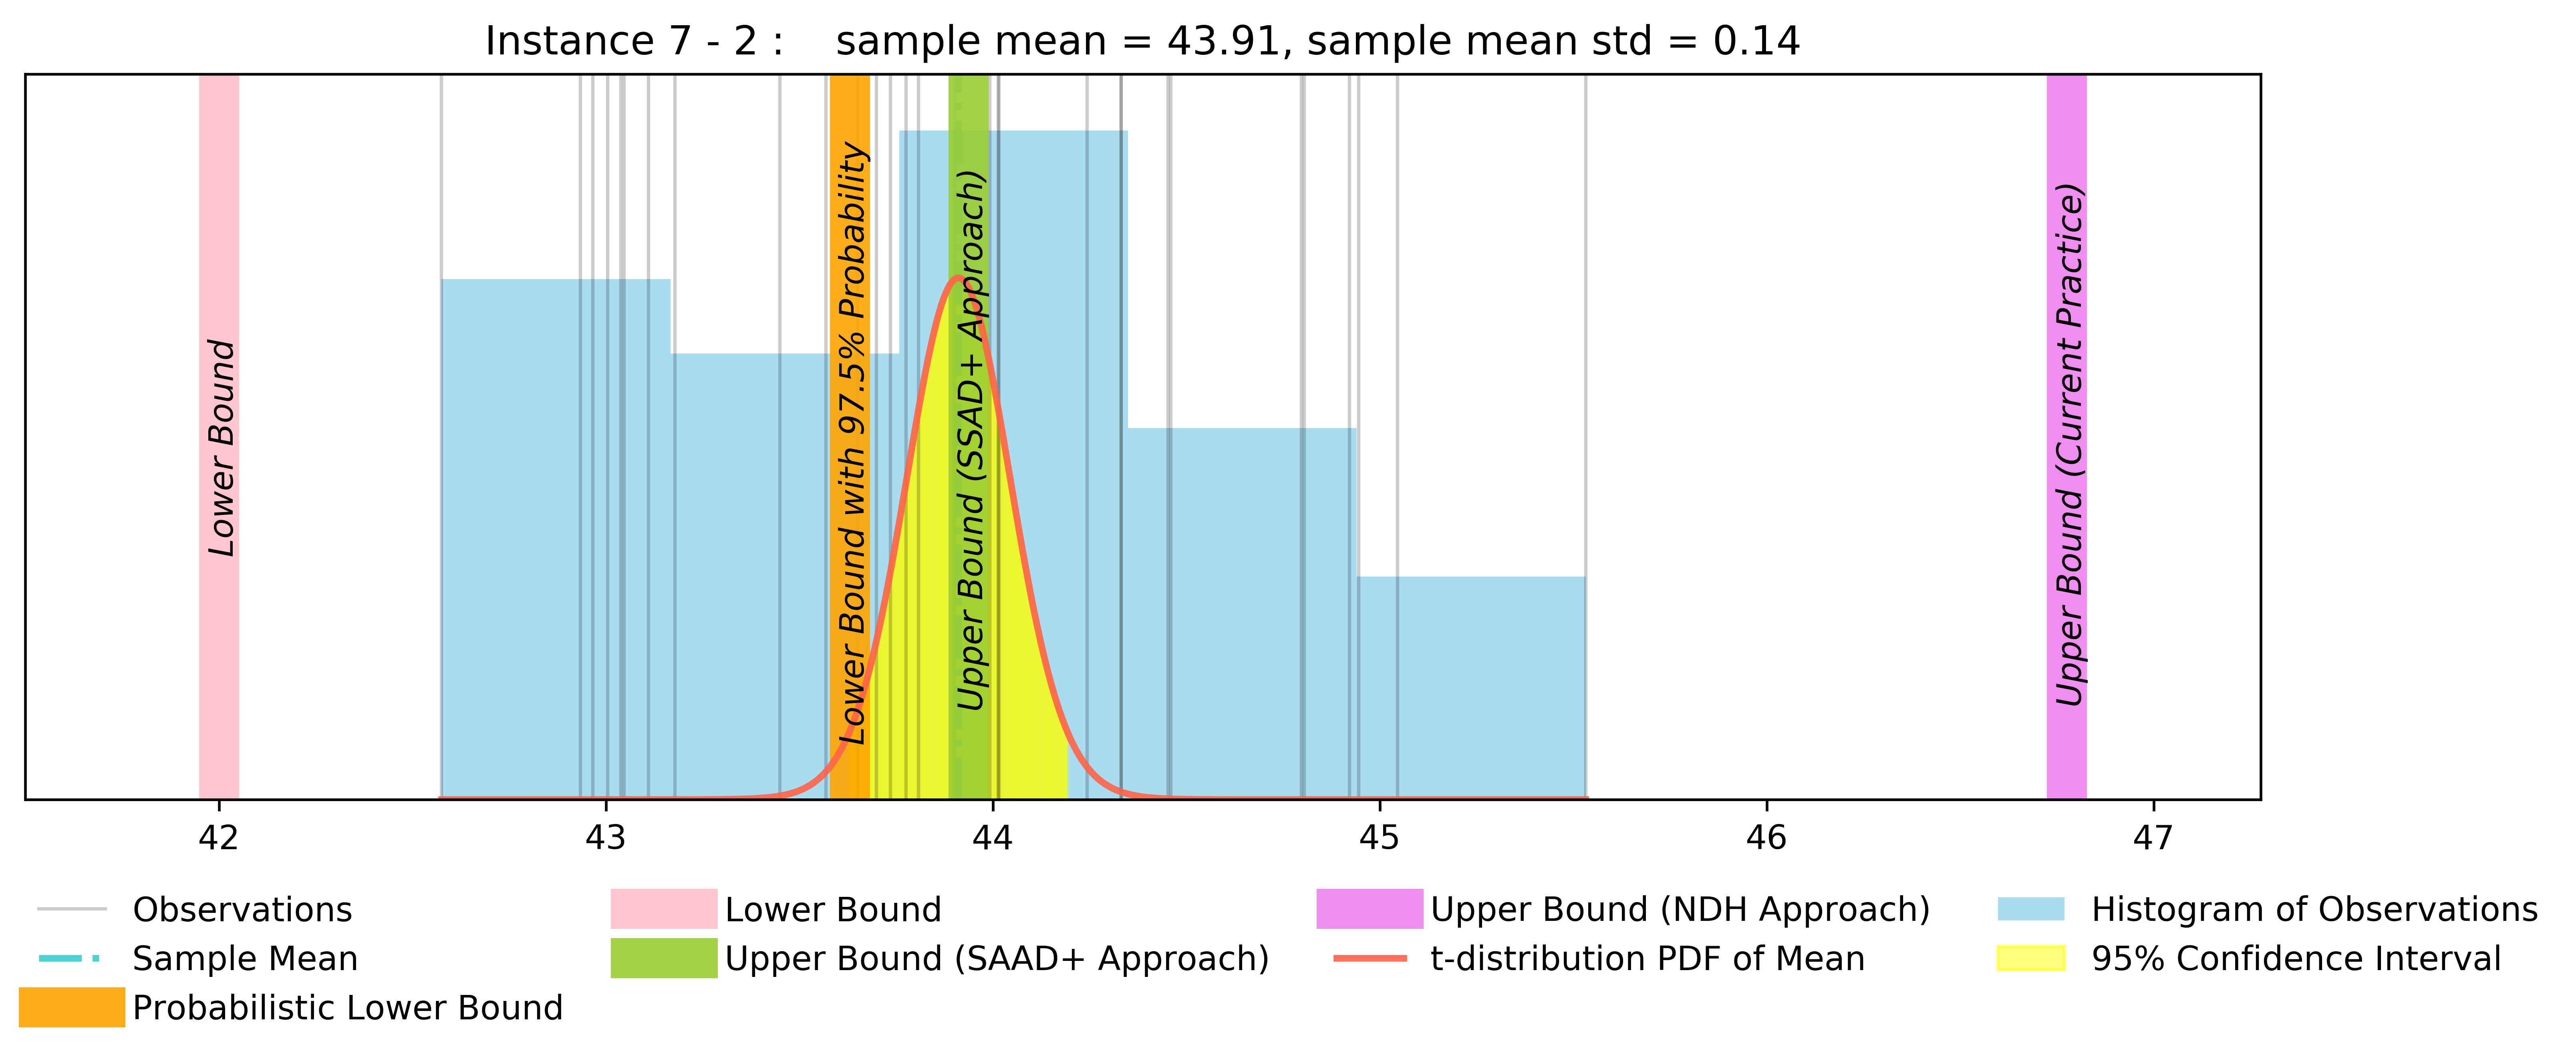 Instance 7 - 2 :    sample mean = 43.91, sample mean std = 0.14
Lower Bound
Lower Bound with 97.5% Probability
Upper Bound (SSAD+ Approach)
Upper Bound (Current Practice)
42 43 44 45 46 47
Observations
Sample Mean
Probabilistic Lower Bound
Lower Bound
Upper Bound (SAAD+ Approach)
Upper Bound (NDH Approach)
t-distribution PDF of Mean
Histogram of Observations
95% Confidence Interval